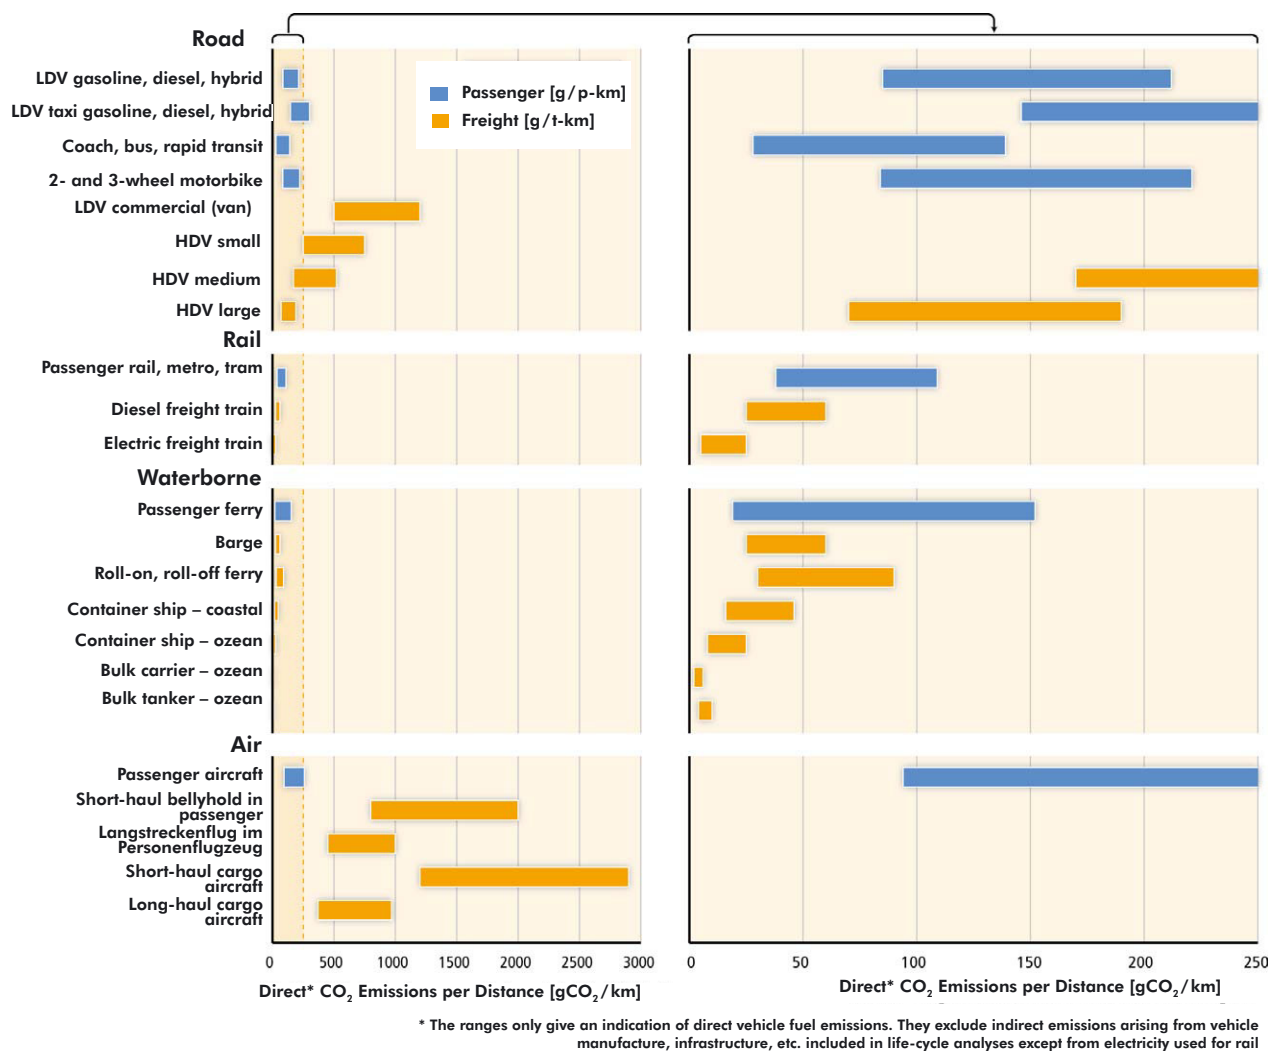 Road
LDV gasoline, diesel, hybrid
LDV taxi gasoline, diesel, hybrid
Coach, bus, rapid transit
2- and 3-wheel motorbike
LDV commercial (van)
HDV small
HDV medium
HDV large
Passenger [g/p-km]
Freight [g/t-km]
Rail
Passenger rail, metro, tram
Diesel freight train
Electric freight train
Waterborne
Passenger ferry
Barge
Roll-on, roll-off ferry
Container ship – coastal
Container ship – ozean
Bulk carrier – ozean
Bulk tanker – ozean
Air
Passenger aircraft
Short-haul bellyhold in
passenger
Langstreckenflug im
Personenflugzeug
Short-haul cargo
aircraft
Long-haul cargo
aircraft
0 500 1000 1500 2000 2500 3000
Direct* CO₂ Emissions per Distance [gCO₂/km]
0 50 100 150 200 250
Direct* CO₂ Emissions per Distance [gCO₂/km]
* The ranges only give an indication of direct vehicle fuel emissions. They exclude indirect emissions arising from vehicle
manufacture, infrastructure, etc. included in life-cycle analyses except from electricity used for rail